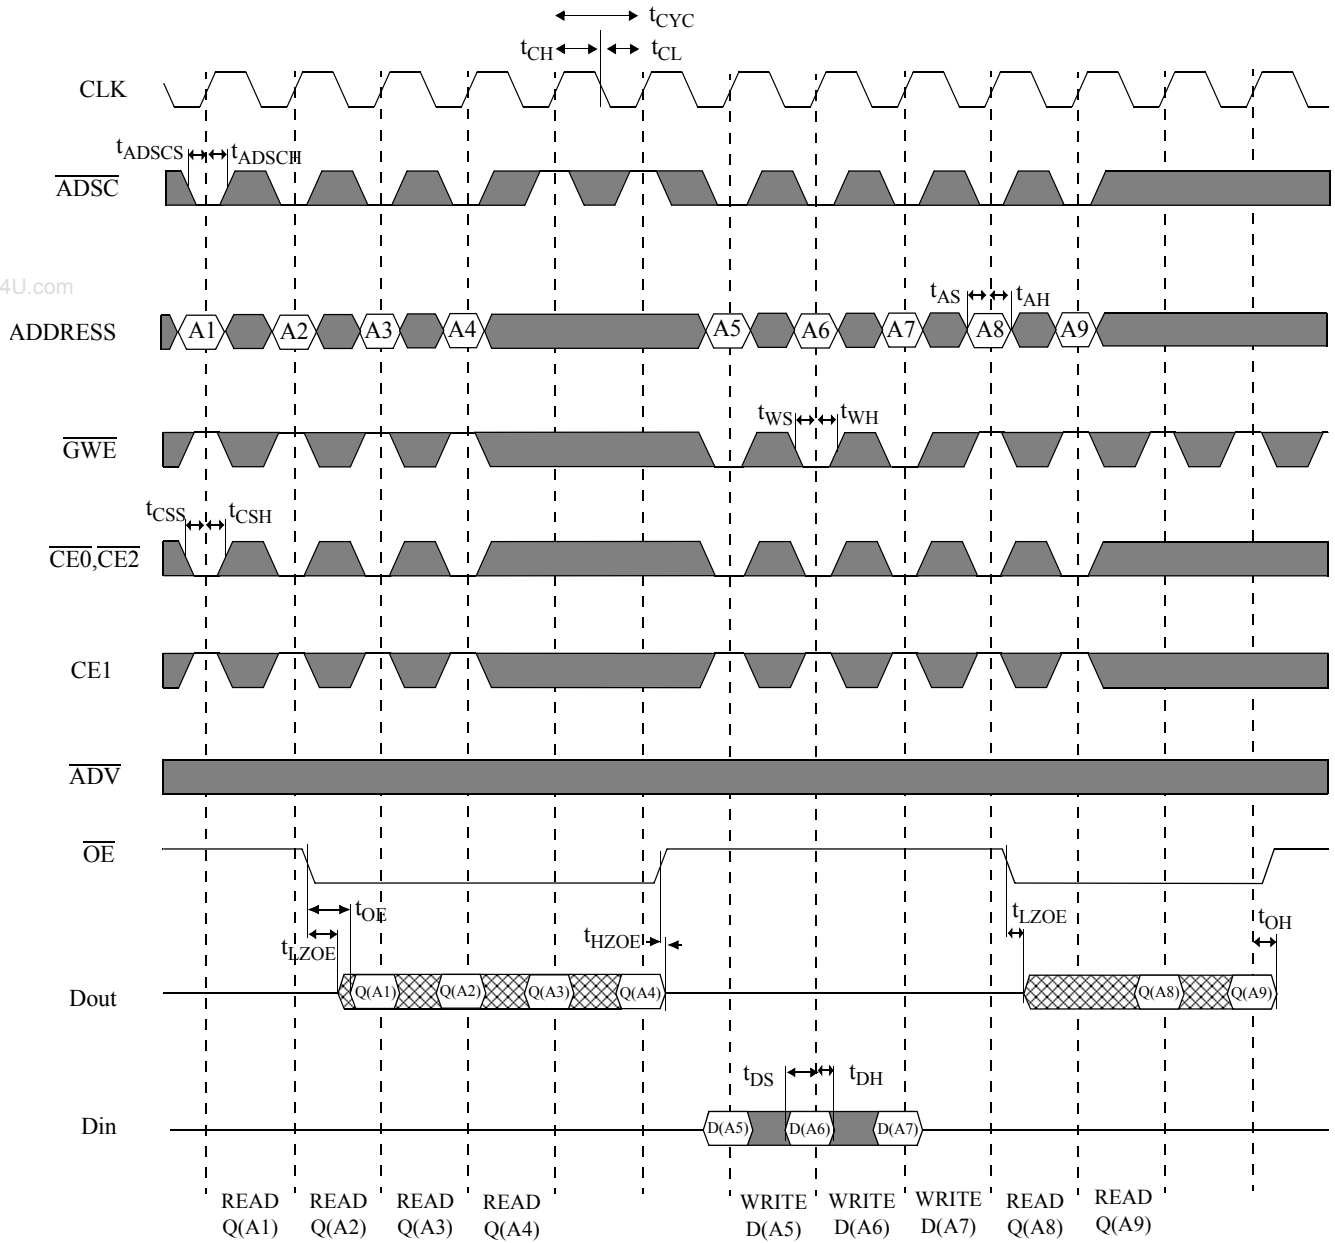 tCYC
tCH
tCL
CLK
tADSCS
tADSCH
ADSC
4U.com
tAS
tAH
ADDRESS
A1 A2 A3 A4 A5 A6 A7 A8 A9
tWS
tWH
GWE
tCSS
tCSH
CE0,CE2
CE1
ADV
OE
tOE
tLZOE
tHZOE
tLZOE
tOH
Dout
Q(A1) Q(A2) Q(A3) Q(A4) Q(A8) Q(A9)
tDS
tDH
Din
D(A5) D(A6) D(A7)
READ READ READ READ WRITE WRITE WRITE READ READ
Q(A1) Q(A2) Q(A3) Q(A4) D(A5) D(A6) D(A7) Q(A8) Q(A9)